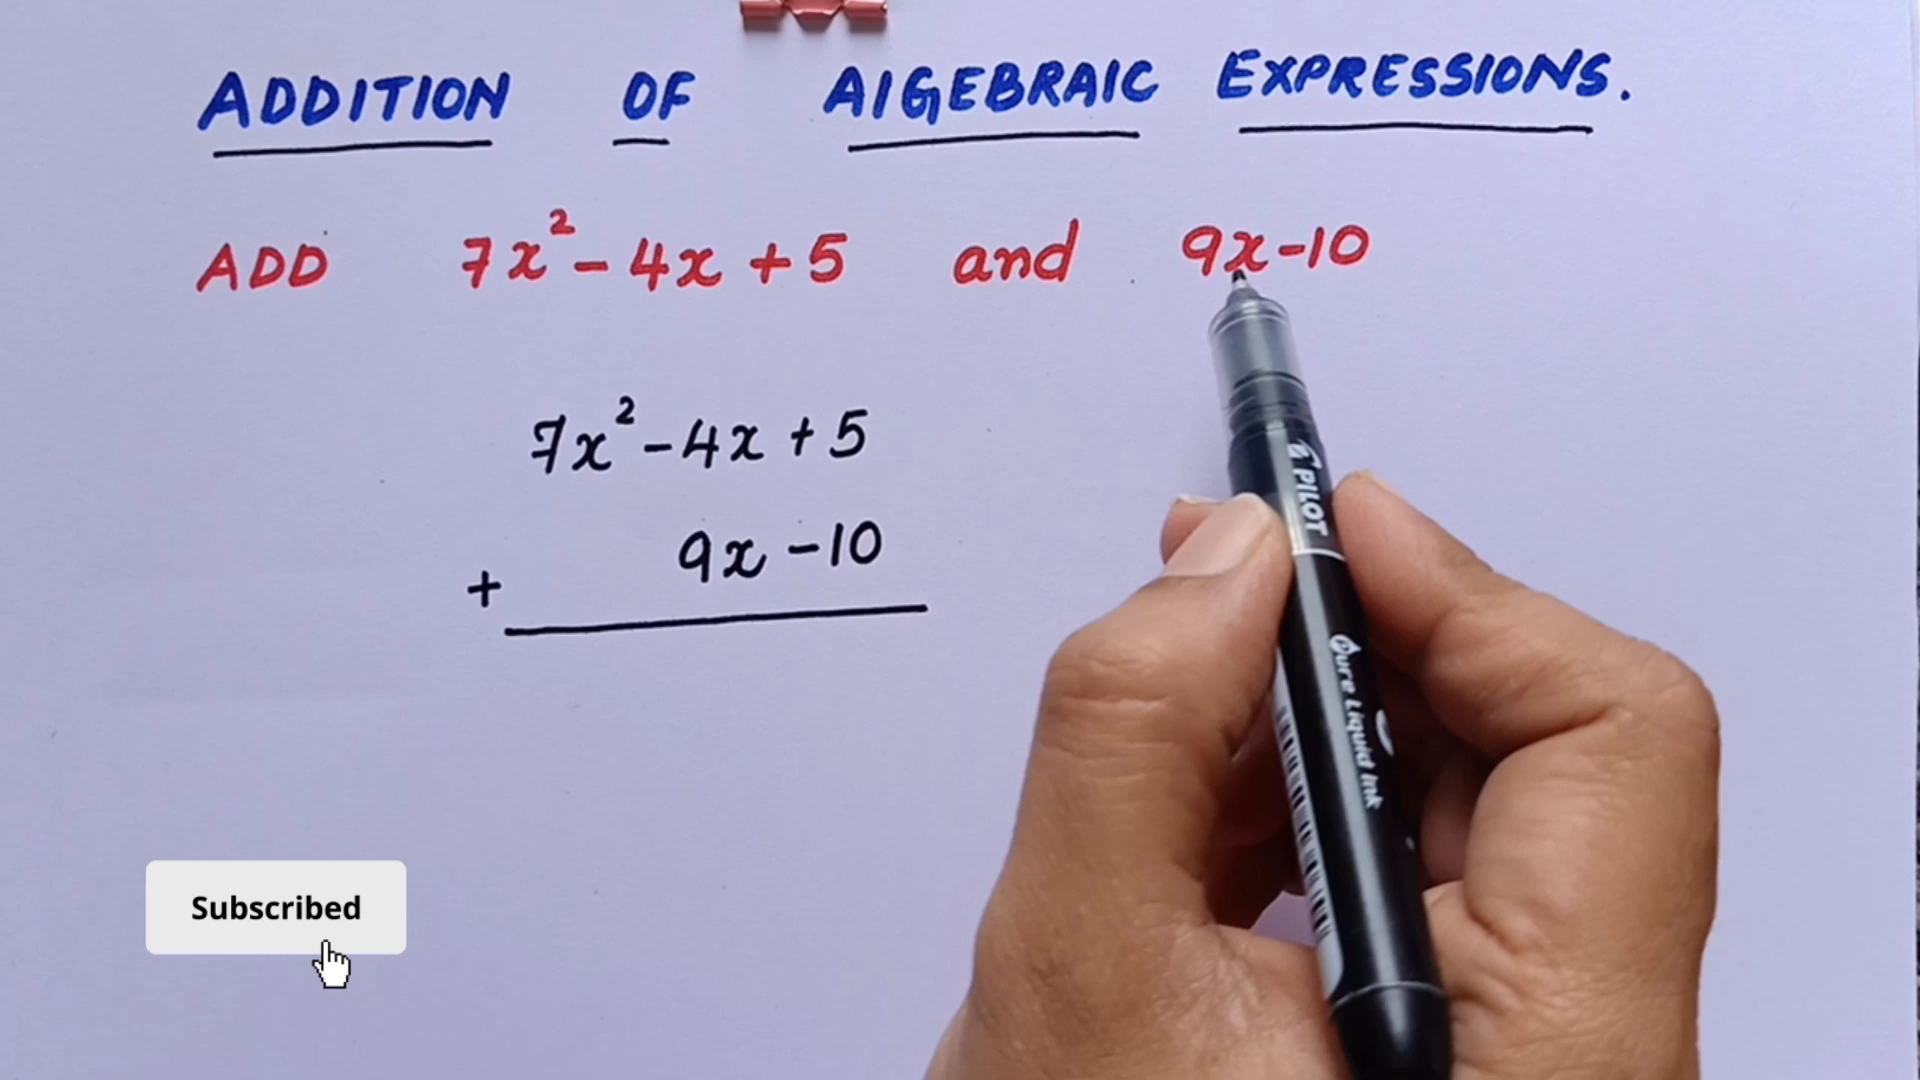 ADDITION OF AlGEBRAIC EXPRESSIONS.
ADD 7x² - 4x + 5 and 9x - 10
7x² - 4x + 5
+ 9x - 10
PILOT
Pure Liquid Ink
Subscribed